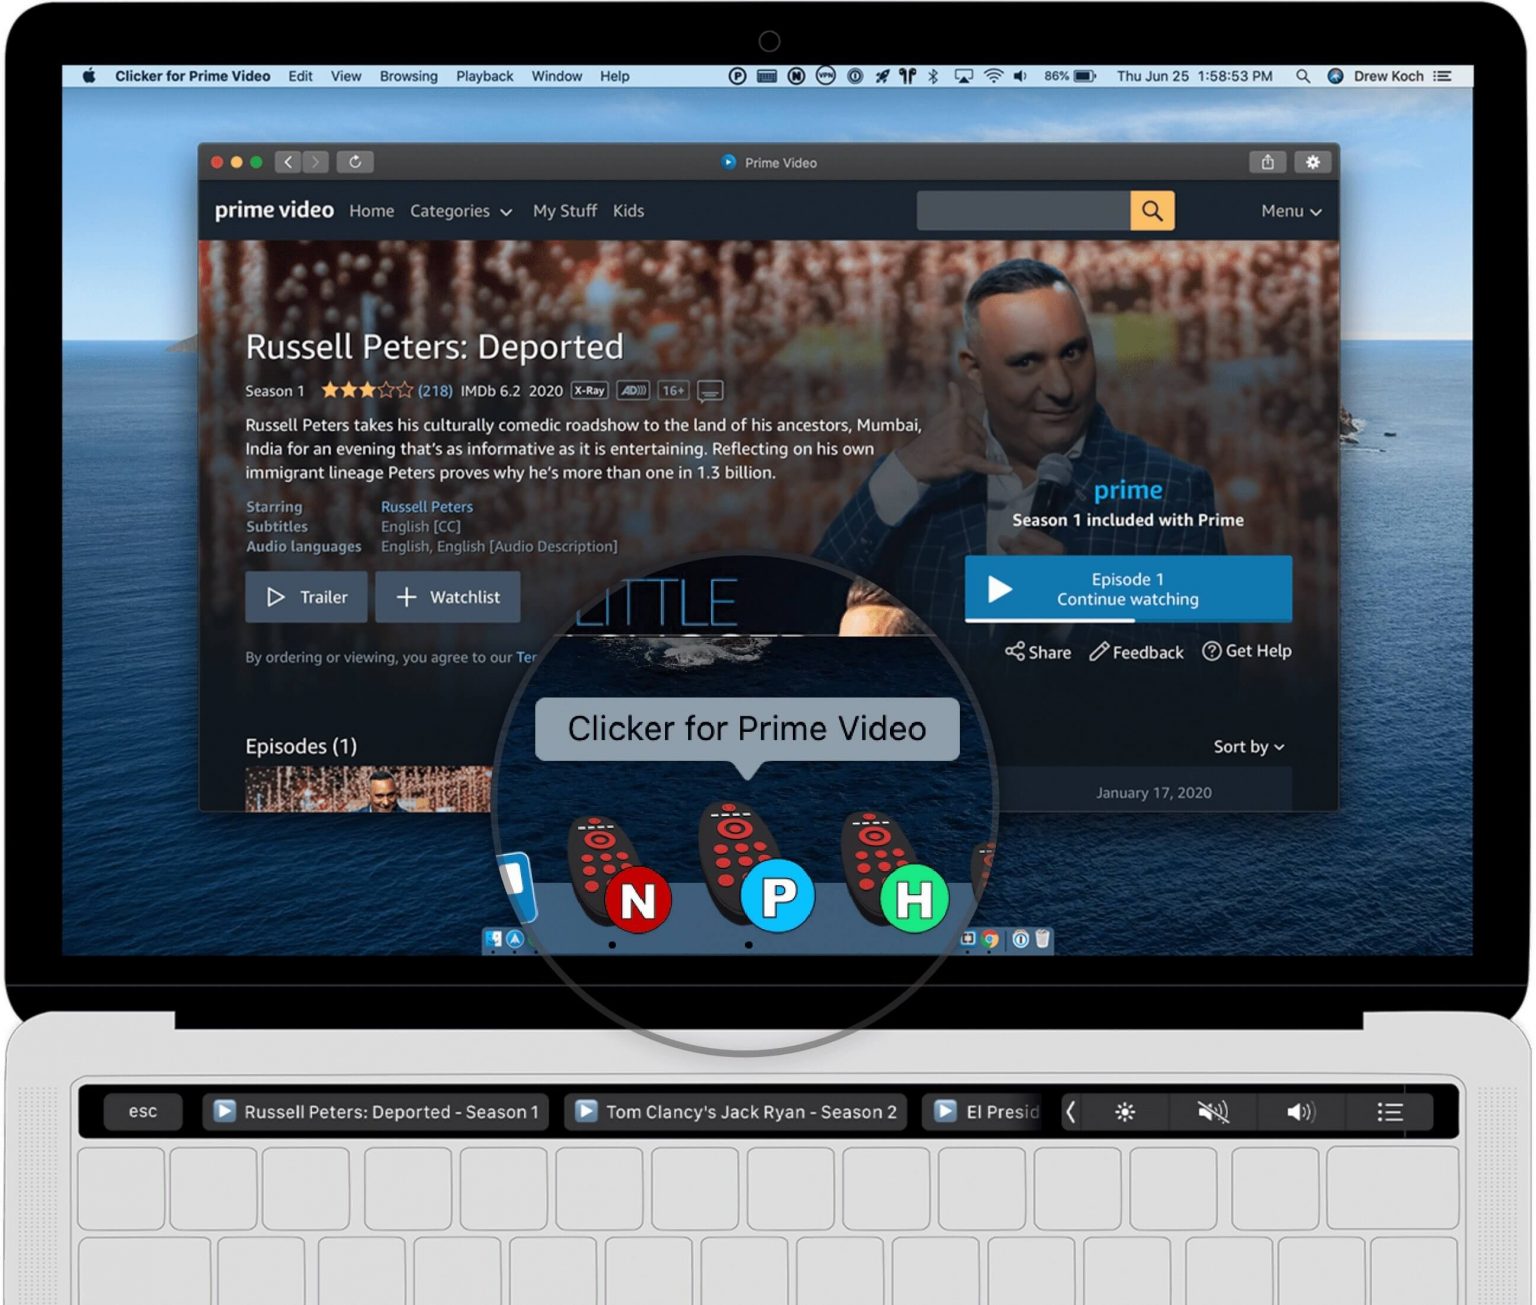 Clicker for Prime Video Edit View Browsing Playback Window Help P N VPN 86% Thu Jun 25 1:58:53 PM Drew Koch
Prime Video
prime video Home Categories My Stuff Kids Menu
Russell Peters: Deported
Season 1 (218) IMDb 6.2 2020 X-Ray AD))) 16+
Russell Peters takes his culturally comedic roadshow to the land of his ancestors, Mumbai,
India for an evening that's as informative as it is entertaining. Reflecting on his own
immigrant lineage Peters proves why he's more than one in 1.3 billion.
Starring Russell Peters
Subtitles English [CC]
Audio languages English, English [Audio Description]
prime
Season 1 included with Prime
Episode 1
Continue watching
Trailer Watchlist
LITTLE
Share Feedback Get Help
By ordering or viewing, you agree to our Ter
Clicker for Prime Video
Episodes (1) Sort by
January 17, 2020
N P H
esc Russell Peters: Deported - Season 1 Tom Clancy's Jack Ryan - Season 2 El Presid